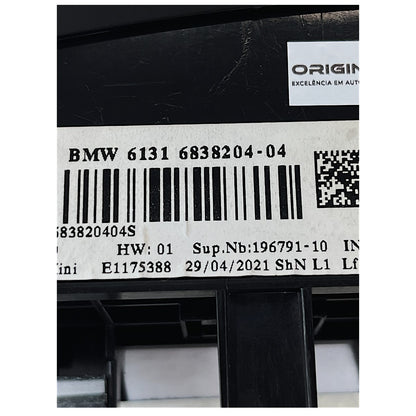 ORIGIN
EXCELÊNCIA EM AUTO
BMW 6131 6838204-04
683820404S
HW: 01 Sup.Nb:196791-10 IN
ini E1175388 29/04/2021 ShN L1 Lf